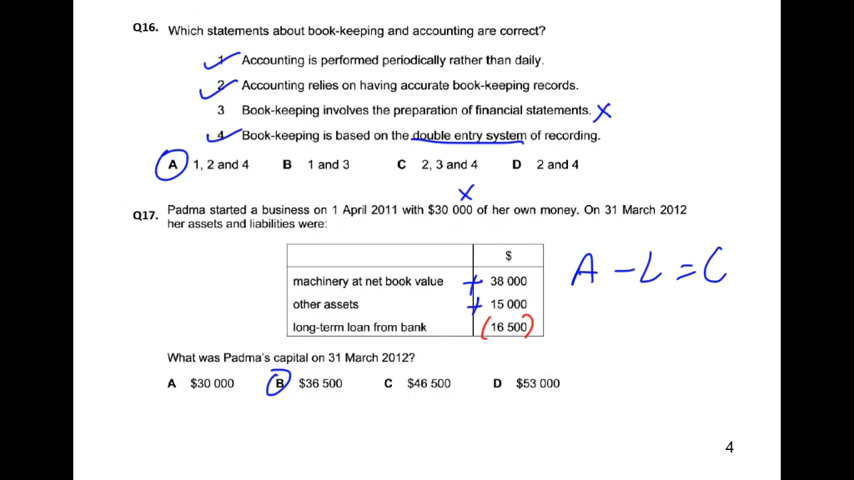 Q16. Which statements about book-keeping and accounting are correct?
1 Accounting is performed periodically rather than daily.
2 Accounting relies on having accurate book-keeping records.
3 Book-keeping involves the preparation of financial statements. X
4 Book-keeping is based on the double entry system of recording.
A 1, 2 and 4 B 1 and 3 C 2, 3 and 4 D 2 and 4
X
Q17. Padma started a business on 1 April 2011 with $30 000 of her own money. On 31 March 2012
her assets and liabilities were:
$
machinery at net book value + 38 000
other assets + 15 000
long-term loan from bank (16 500)
A - L = C
What was Padma's capital on 31 March 2012?
A $30 000 B $36 500 C $46 500 D $53 000
4